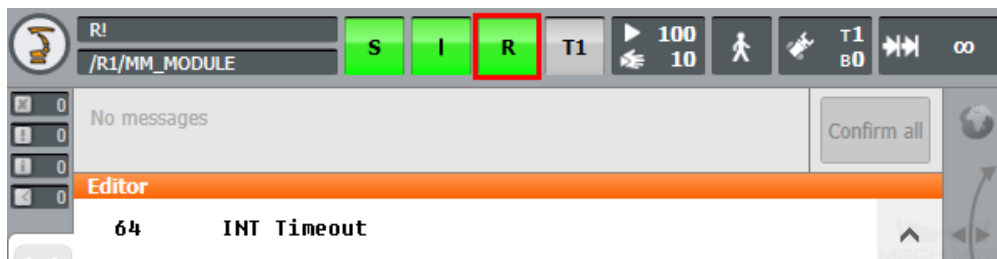 R!
/R1/MM_MODULE
S
I
R
T1
100
10
T1
B0
∞
0
0
0
0
No messages
Confirm all
Editor
64 INT Timeout